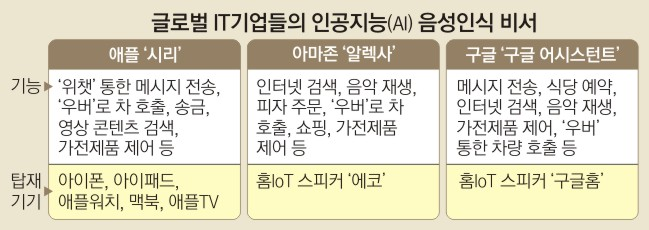 글로벌 IT기업들의 인공지능(AI) 음성인식 비서
애플 ‘시리’
아마존 ‘알렉사’
구글 ‘구글 어시스턴트’
기능
‘위챗’ 통한 메시지 전송,
‘우버’로 차 호출, 송금,
영상 콘텐츠 검색,
가전제품 제어 등
인터넷 검색, 음악 재생,
피자 주문, ‘우버’로 차
호출, 쇼핑, 가전제품
제어 등
메시지 전송, 식당 예약,
인터넷 검색, 음악 재생,
가전제품 제어, ‘우버’
통한 차량 호출 등
탑재
기기
아이폰, 아이패드,
애플워치, 맥북, 애플TV
홈IoT 스피커 ‘에코’
홈IoT 스피커 ‘구글홈’